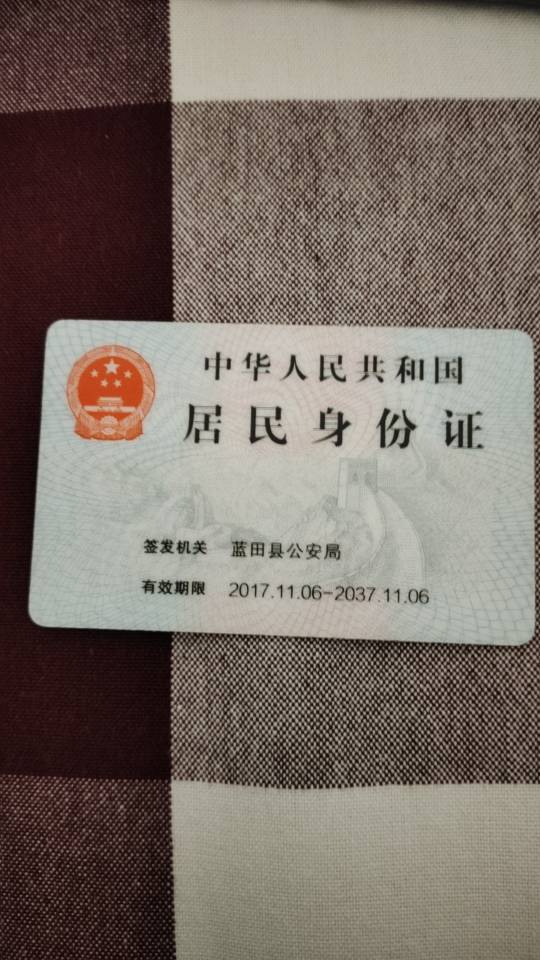 中华人民共和国
居民身份证
签发机关 蓝田县公安局
有效期限 2017.11.06-2037.11.06